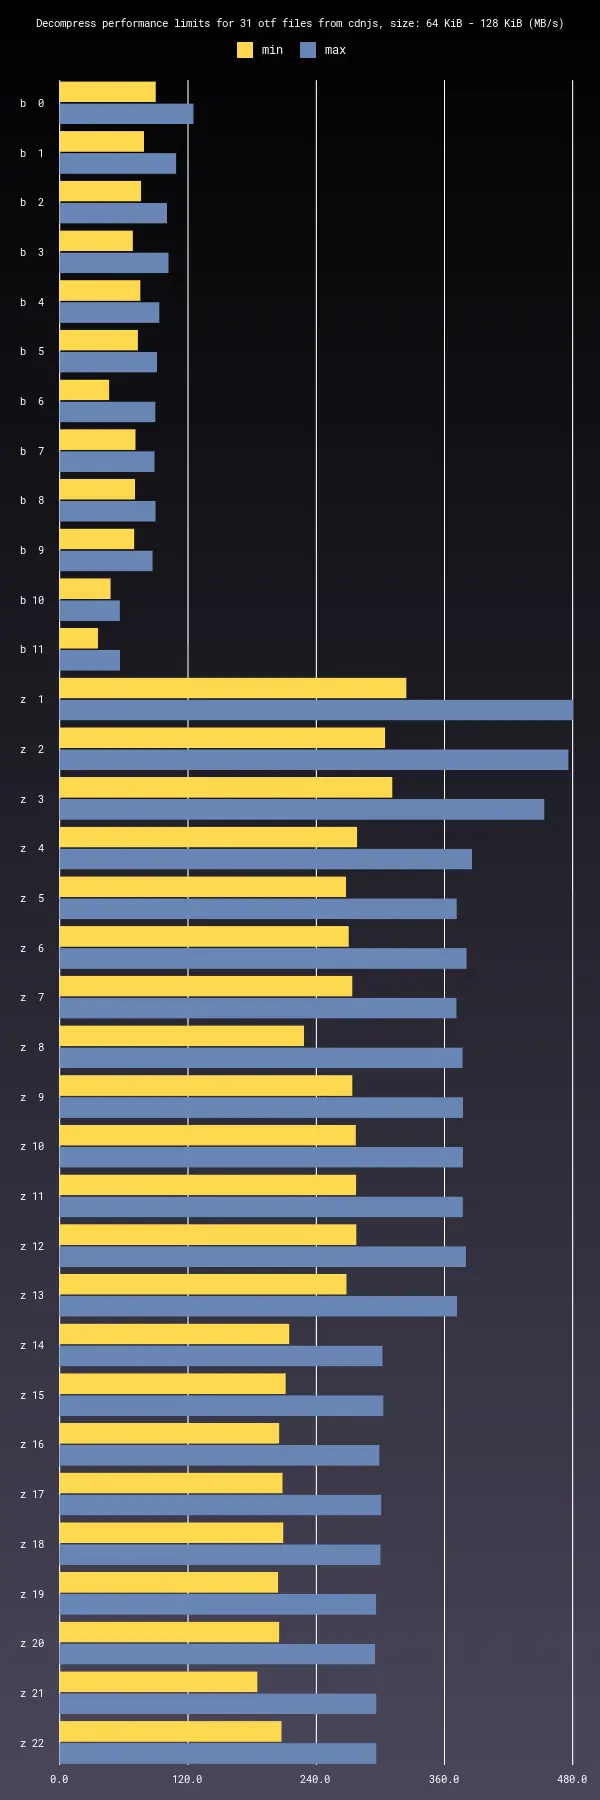 Decompress performance limits for 31 otf files from cdnjs, size: 64 KiB - 128 KiB (MB/s)
min max
b 0
b 1
b 2
b 3
b 4
b 5
b 6
b 7
b 8
b 9
b 10
b 11
z 1
z 2
z 3
z 4
z 5
z 6
z 7
z 8
z 9
z 10
z 11
z 12
z 13
z 14
z 15
z 16
z 17
z 18
z 19
z 20
z 21
z 22
0.0 120.0 240.0 360.0 480.0